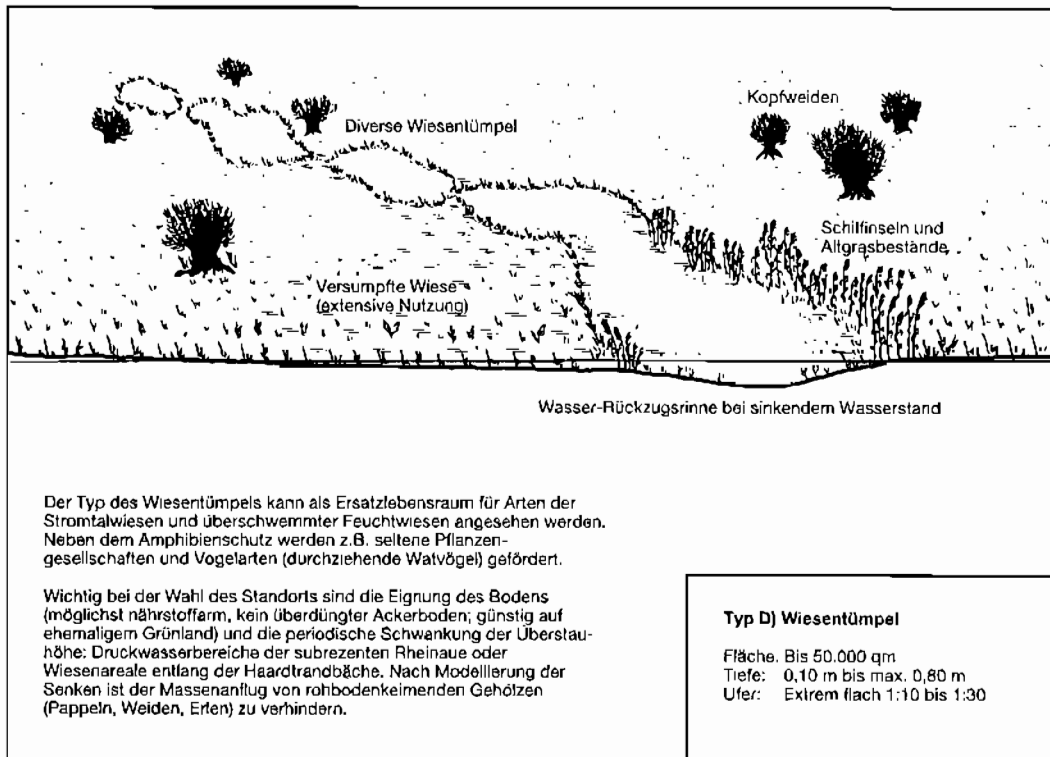 Kopfweiden
Diverse Wiesentümpel
Schilfinseln und
Altgrasbestände
Versumpfte Wiese
(extensive Nutzung)
Wasser-Rückzugsrinne bei sinkendem Wasserstand
Der Typ des Wiesentümpels kann als Ersatzlebensraum für Arten der
Stromtalwiesen und überschwemmter Feuchtwiesen angesehen werden.
Neben dem Amphibienschutz werden z.B. seltene Pflanzen-
gesellschaften und Vogelarten (durchziehende Watvögel) gefördert.
Wichtig bei der Wahl des Standorts sind die Eignung des Bodens
(möglichst nährstoffarm, kein überdüngter Ackerboden; günstig auf
ehemaligem Grünland) und die periodische Schwankung der Überstau-
höhe: Druckwasserbereiche der subrezenten Rheinaue oder
Wiesenareale entlang der Haardtrandbäche. Nach Modellierung der
Senken ist der Massenanflug von rohbodenkeimenden Gehölzen
(Pappeln, Weiden, Erlen) zu verhindern.
Typ D) Wiesentümpel
Fläche. Bis 50.000 qm
Tiefe: 0,10 m bis max. 0,80 m
Ufer: Extrem flach 1:10 bis 1:30